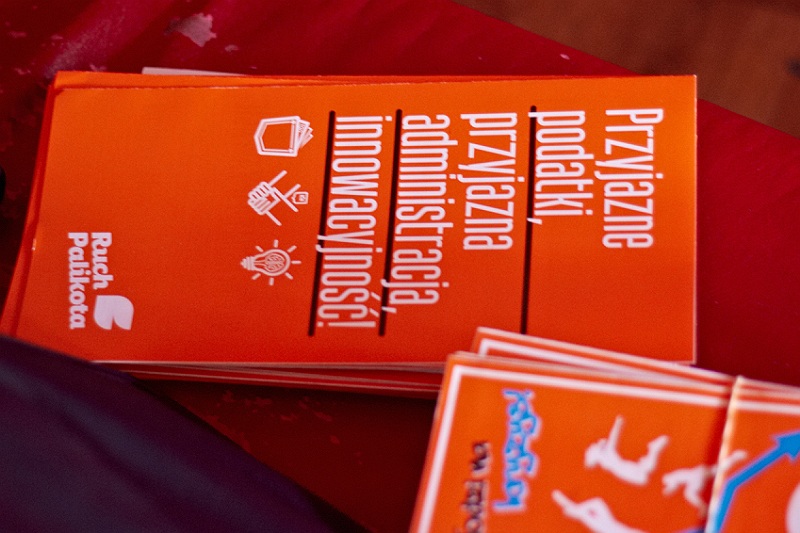 Przyjazne
podatki,
przyjazna
administracja,
innowacyjność!
Ruch
Palikota